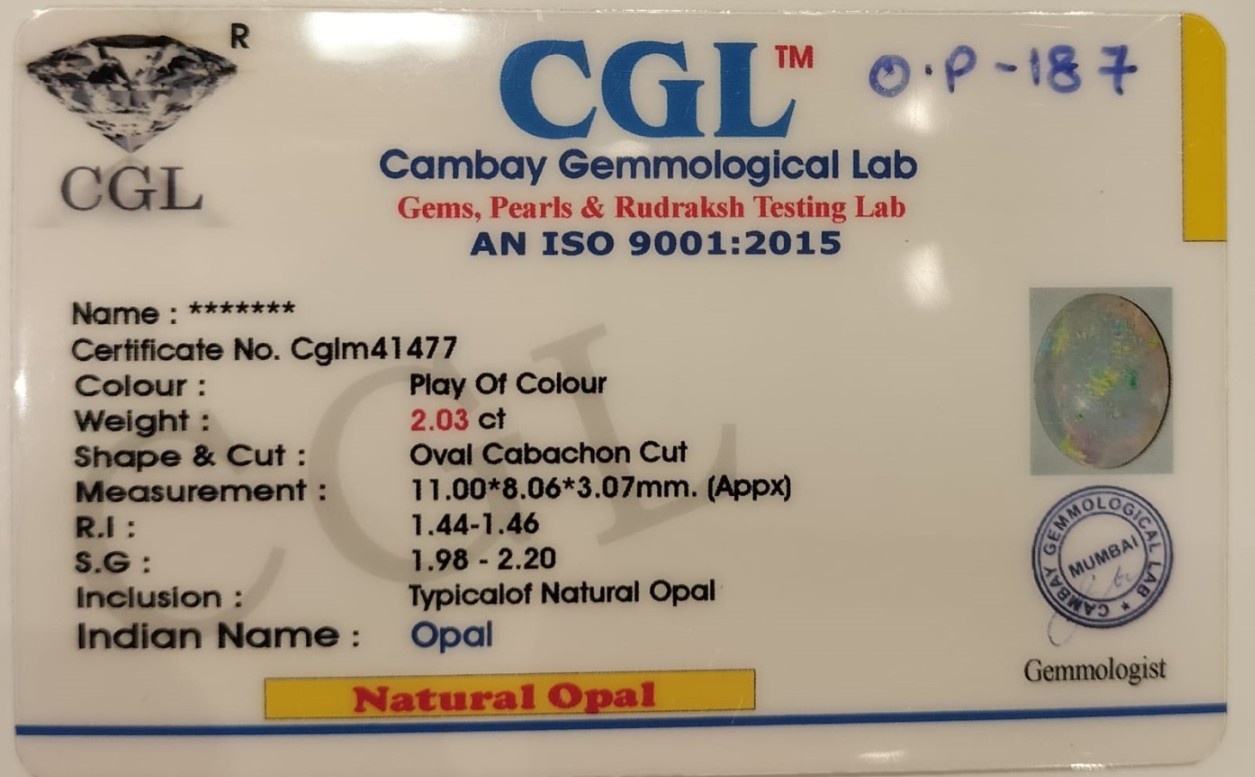 R
CGL
CGL™
O.P-187
Cambay Gemmological Lab
Gems, Pearls & Rudraksh Testing Lab
AN ISO 9001:2015
Name : *******
Certificate No. Cglm41477
Colour : Play Of Colour
Weight : 2.03 ct
Shape & Cut : Oval Cabachon Cut
Measurement : 11.00*8.06*3.07mm. (Appx)
R.I : 1.44-1.46
S.G : 1.98 - 2.20
Inclusion : Typicalof Natural Opal
Indian Name : Opal
Natural Opal
CAMBAY GEMMOLOGICAL LAB ★
MUMBAI
Gemmologist
CGL